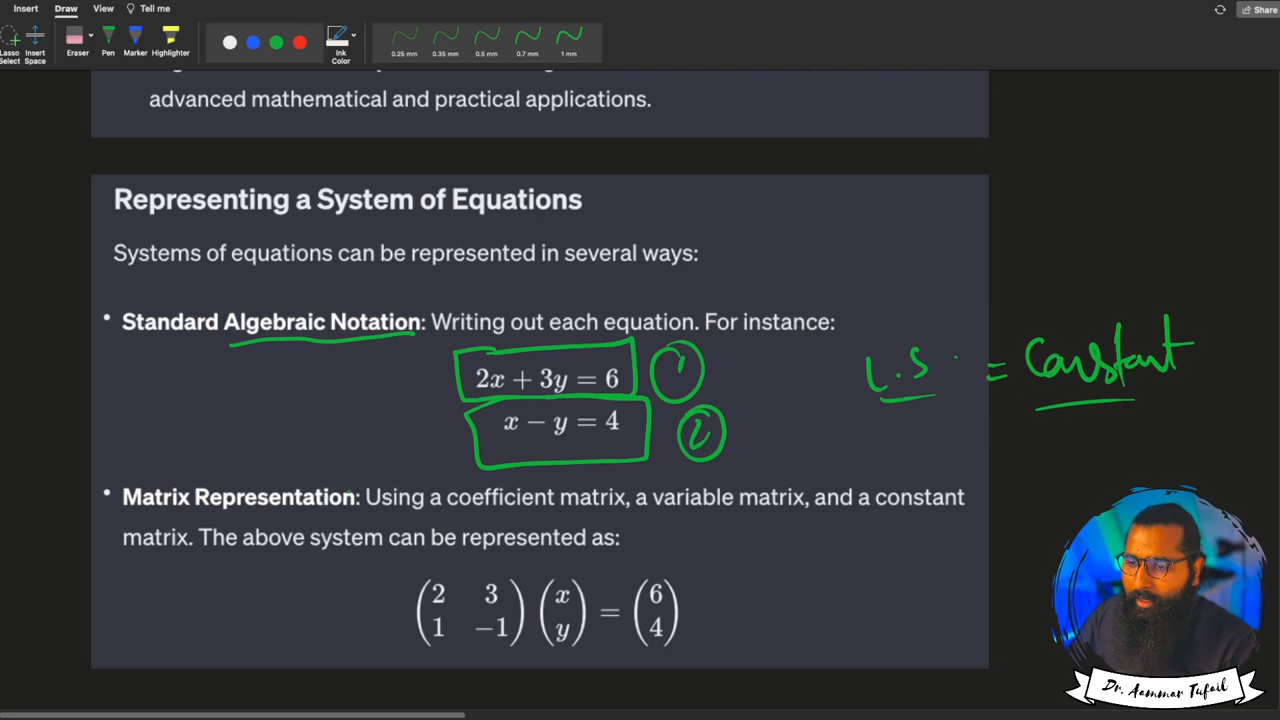 Insert Draw View Tell me Share
Lasso Select Insert Space Eraser Pen Marker Highlighter Ink Color 0.25 mm 0.35 mm 0.5 mm 0.7 mm 1 mm
advanced mathematical and practical applications.
Representing a System of Equations
Systems of equations can be represented in several ways:
• Standard Algebraic Notation: Writing out each equation. For instance:
2x + 3y = 6 1
L.S = Constant
x − y = 4 2
• Matrix Representation: Using a coefficient matrix, a variable matrix, and a constant
matrix. The above system can be represented as:
(2 3) (x) = (6)
(1 −1) (y) (4)
Dr. Aammar Tufail